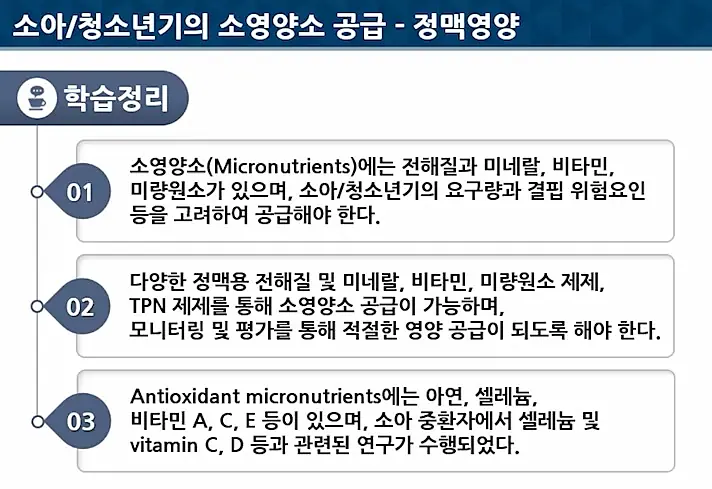 소아/청소년기의 소영양소 공급 - 정맥영양
학습정리
01
소영양소(Micronutrients)에는 전해질과 미네랄, 비타민,
미량원소가 있으며, 소아/청소년기의 요구량과 결핍 위험요인
등을 고려하여 공급해야 한다.
02
다양한 정맥용 전해질 및 미네랄, 비타민, 미량원소 제제,
TPN 제제를 통해 소영양소 공급이 가능하며,
모니터링 및 평가를 통해 적절한 영양 공급이 되도록 해야 한다.
03
Antioxidant micronutrients에는 아연, 셀레늄,
비타민 A, C, E 등이 있으며, 소아 중환자에서 셀레늄 및
vitamin C, D 등과 관련된 연구가 수행되었다.